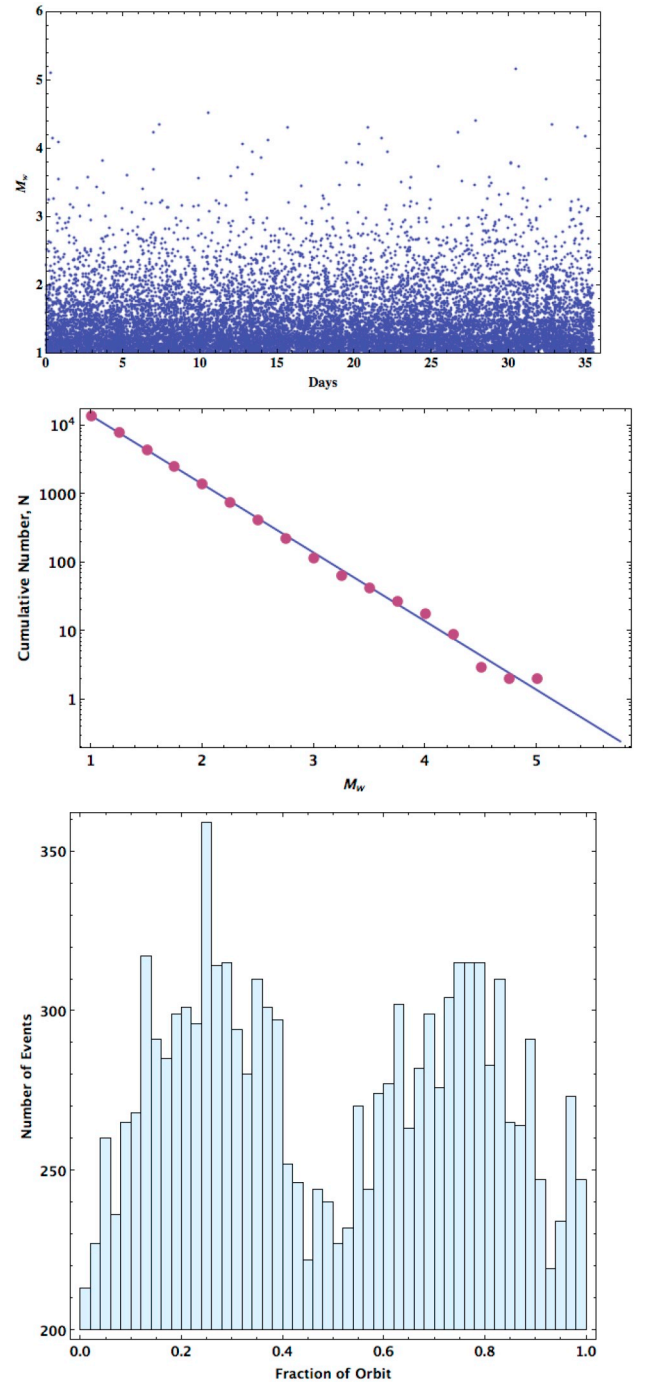 6
5
4
3
2
1
M_w
0 5 10 15 20 25 30 35
Days
10^4
1000
100
10
1
Cumulative Number, N
1 2 3 4 5
M_w
350
300
250
200
Number of Events
0.0 0.2 0.4 0.6 0.8 1.0
Fraction of Orbit